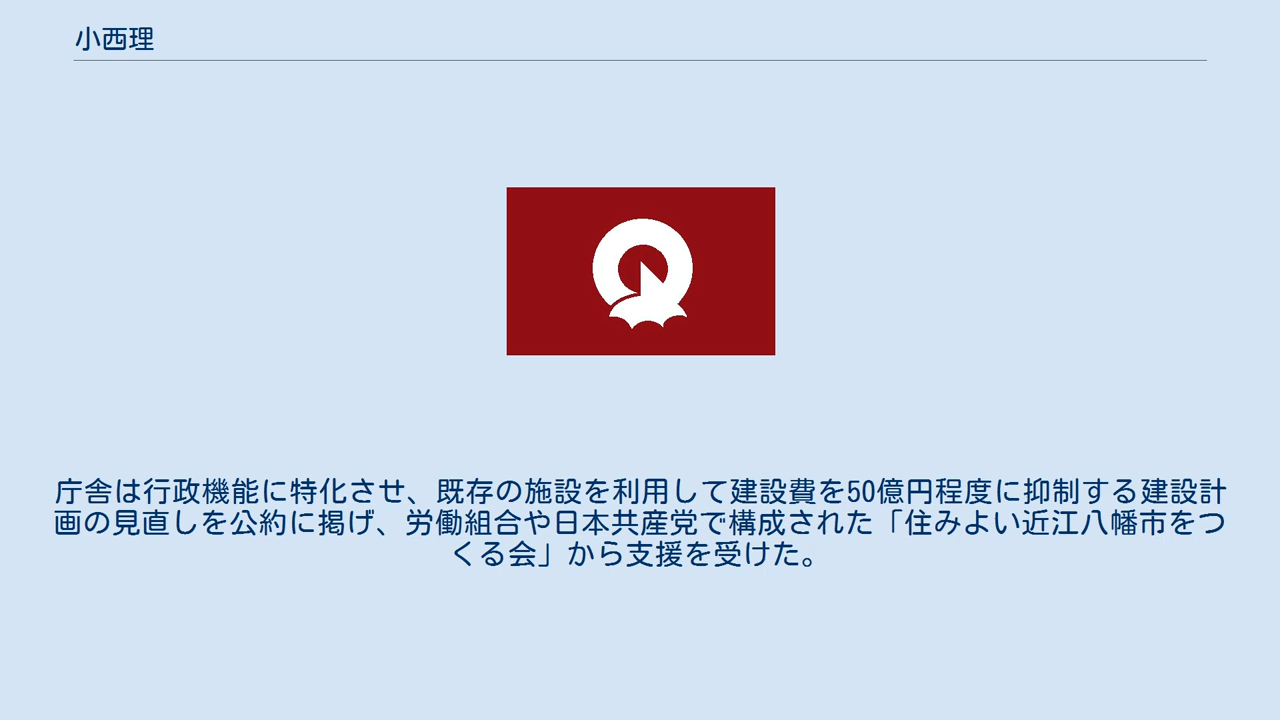 小西理
庁舎は行政機能に特化させ、既存の施設を利用して建設費を50億円程度に抑制する建設計
画の見直しを公約に掲げ、労働組合や日本共産党で構成された「住みよい近江八幡市をつ
くる会」から支援を受けた。